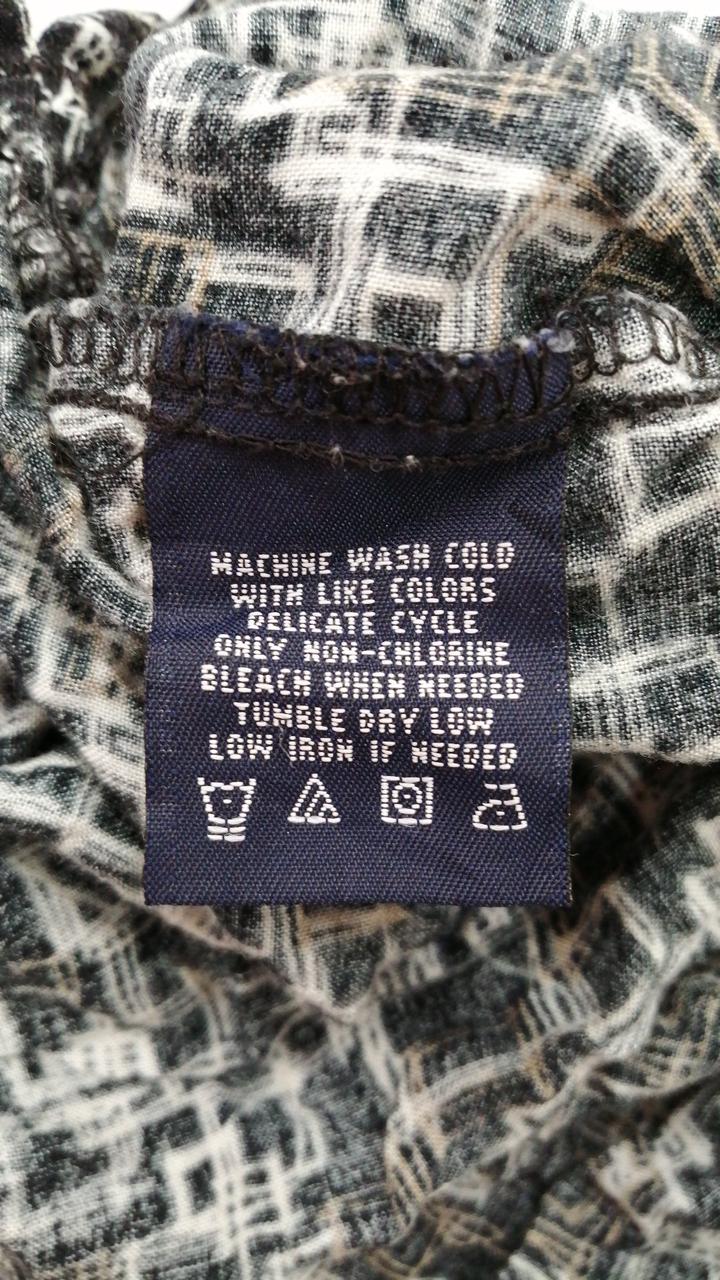 MACHINE WASH COLD
WITH LIKE COLORS
DELICATE CYCLE
ONLY NON-CHLORINE
BLEACH WHEN NEEDED
TUMBLE DRY LOW
LOW IRON IF NEEDED